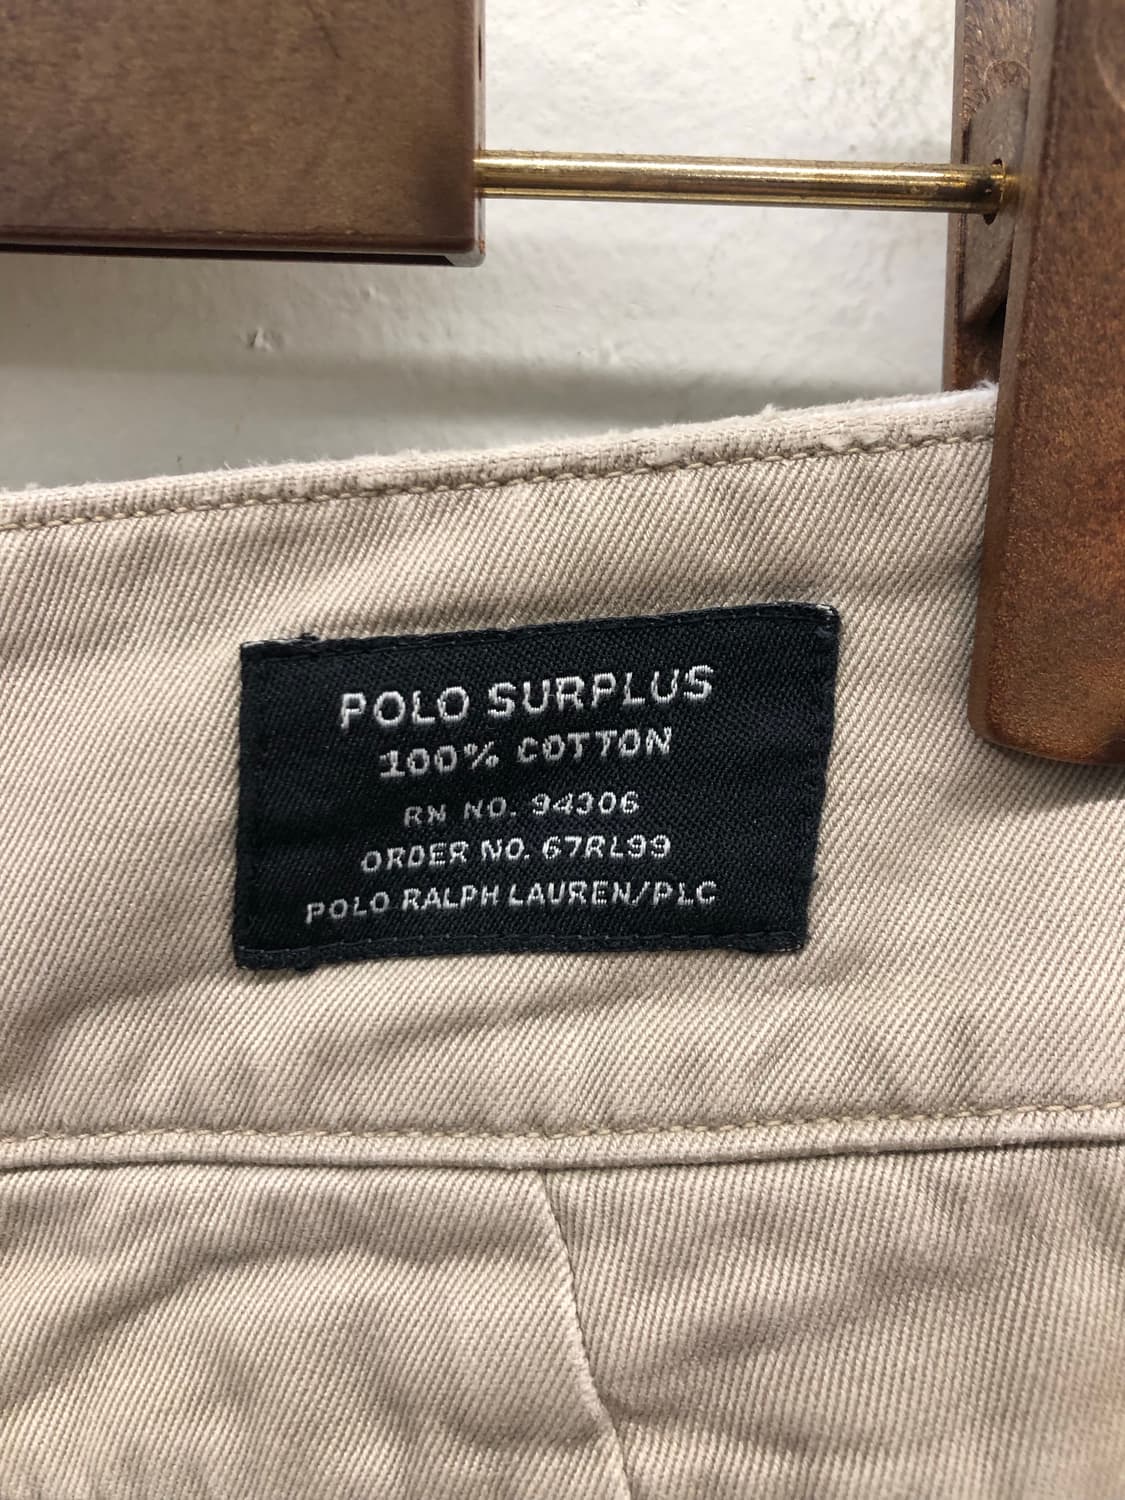 POLO SURPLUS
100% COTTON
RN NO. 94306
ORDER NO. 67RL99
POLO RALPH LAUREN/PLC